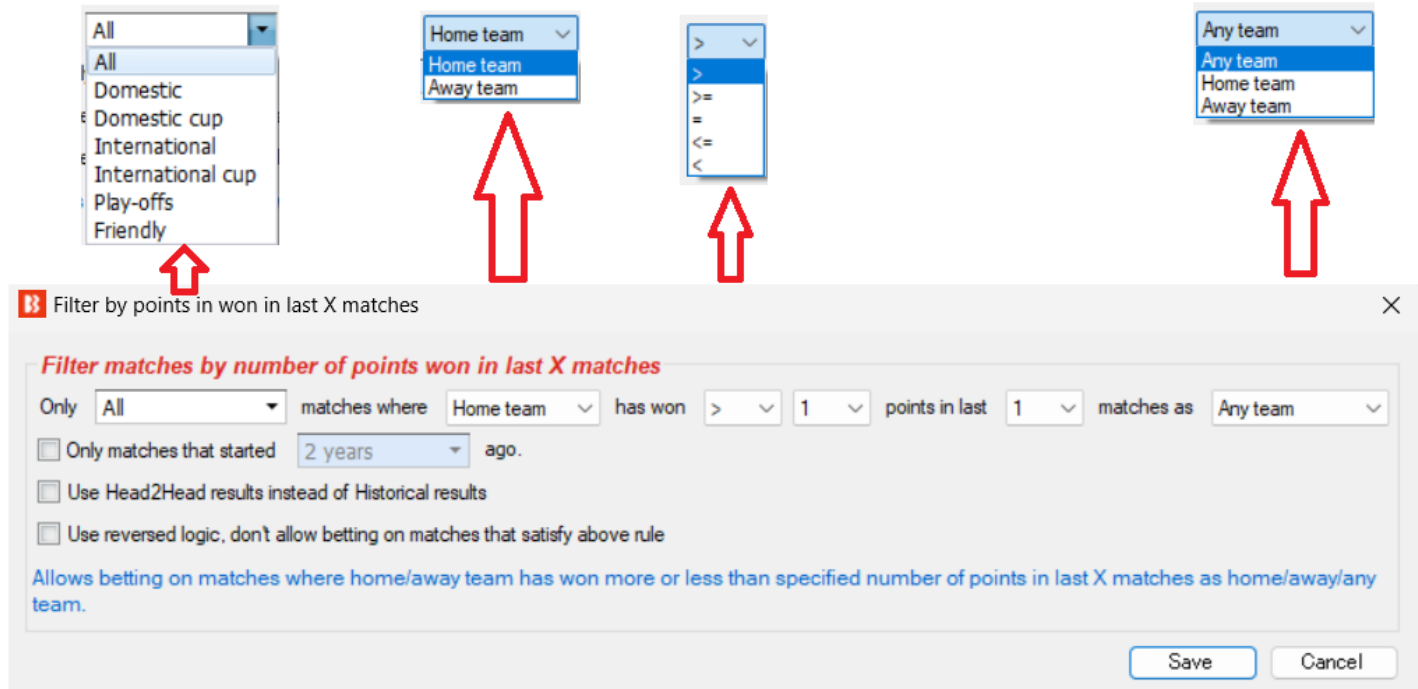 All
All
Domestic
Domestic cup
International
International cup
Play-offs
Friendly
Home team
Home team
Away team
>
>
>=
=
<=
<
Any team
Any team
Home team
Away team
Filter by points in won in last X matches
Filter matches by number of points won in last X matches
Only All matches where Home team has won > 1 points in last 1 matches as Any team
Only matches that started 2 years ago.
Use Head2Head results instead of Historical results
Use reversed logic, don't allow betting on matches that satisfy above rule
Allows betting on matches where home/away team has won more or less than specified number of points in last X matches as home/away/any
team.
Save Cancel